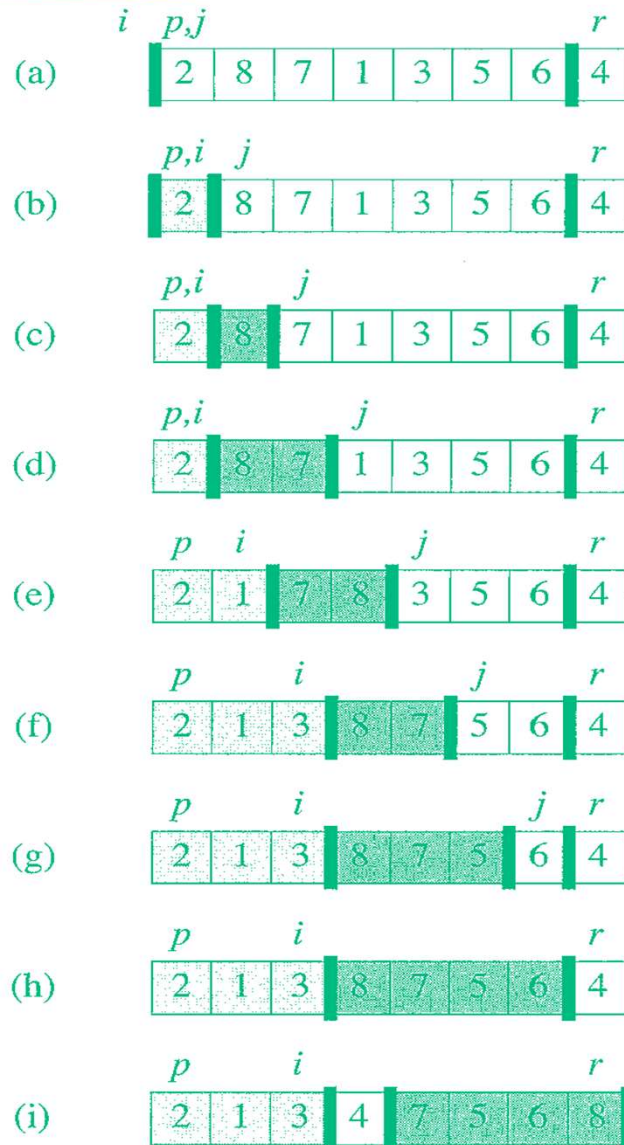 i p,j r
(a) 2 8 7 1 3 5 6 4
p,i j r
(b) 2 8 7 1 3 5 6 4
p,i j r
(c) 2 8 7 1 3 5 6 4
p,i j r
(d) 2 8 7 1 3 5 6 4
p i j r
(e) 2 1 7 8 3 5 6 4
p i j r
(f) 2 1 3 8 7 5 6 4
p i j r
(g) 2 1 3 8 7 5 6 4
p i r
(h) 2 1 3 8 7 5 6 4
p i r
(i) 2 1 3 4 7 5 6 8